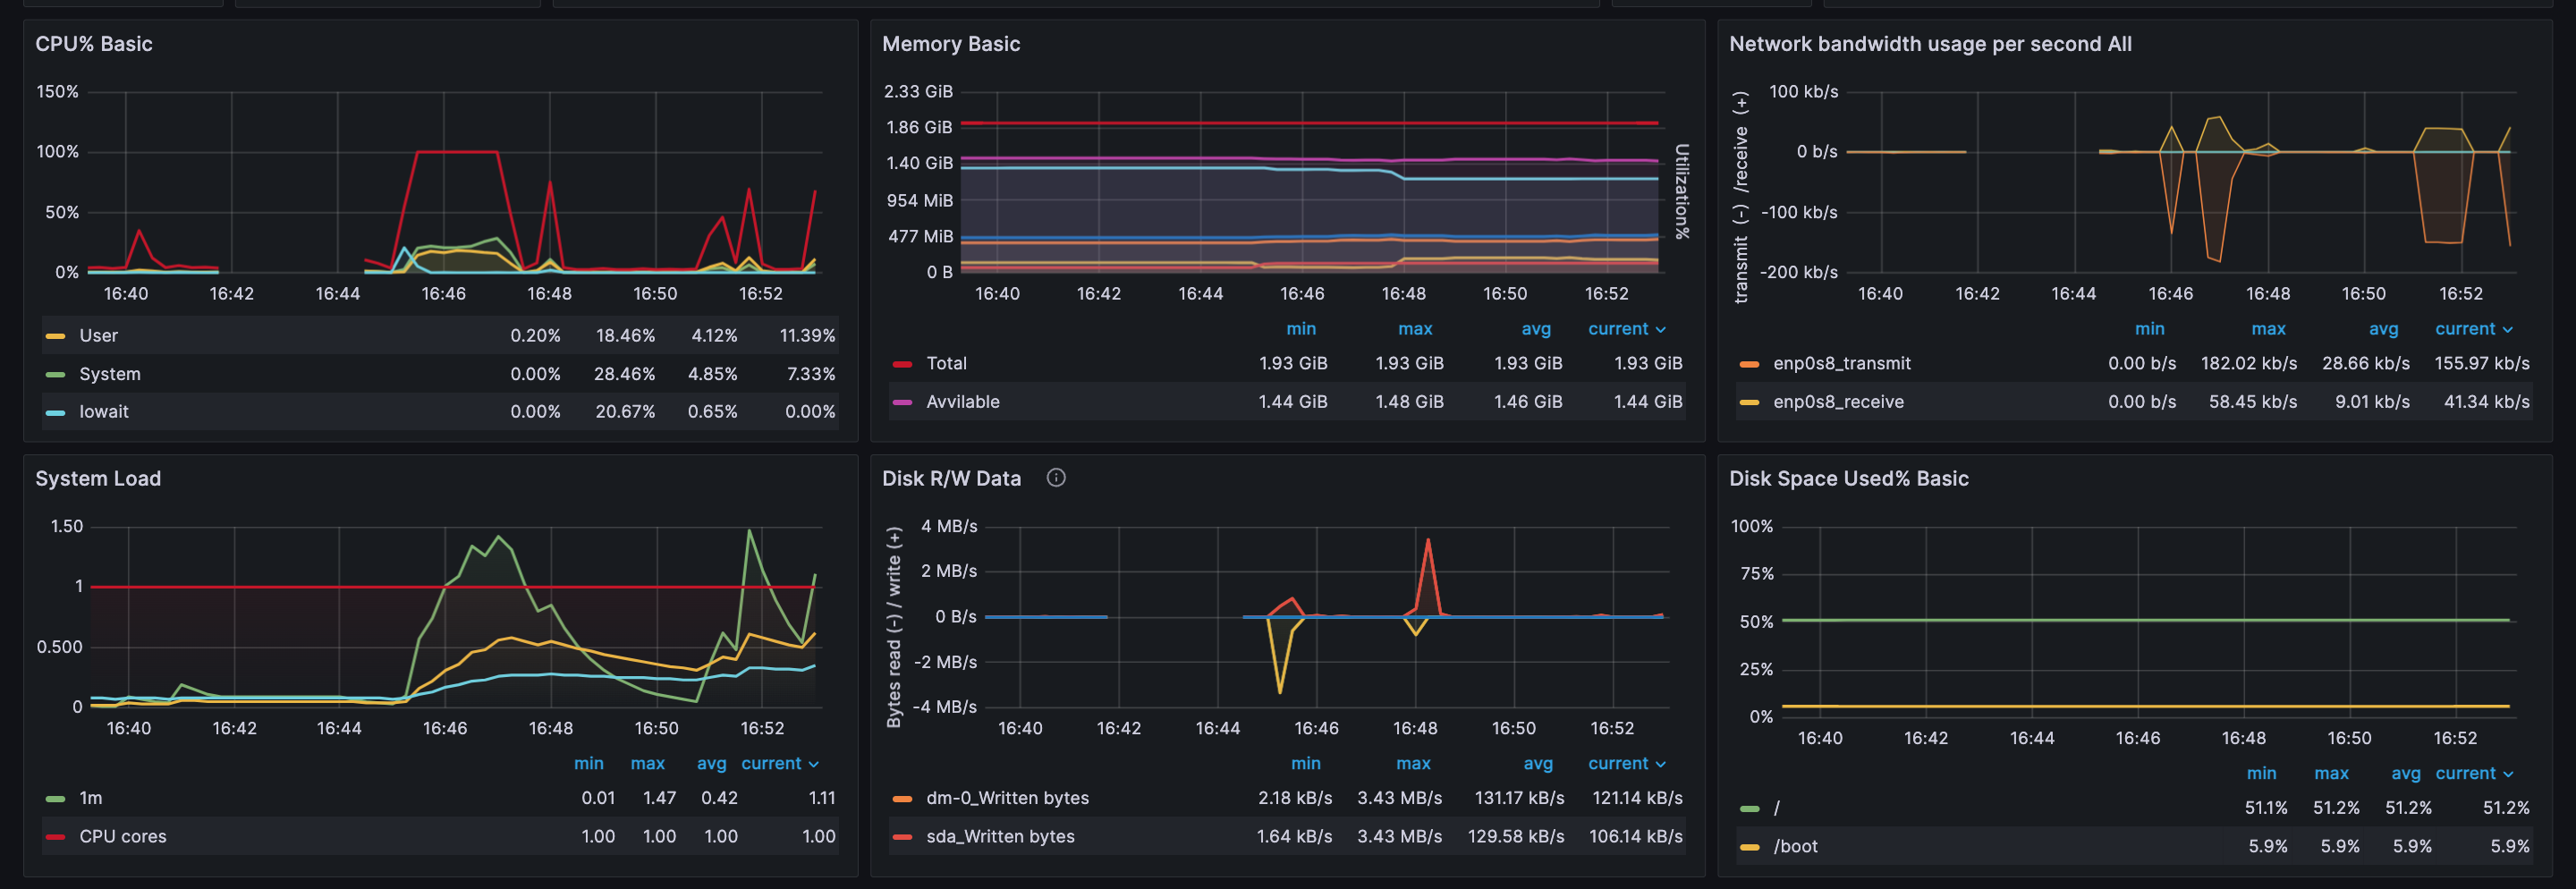 CPU% Basic
150%
100%
50%
0%
16:40 16:42 16:44 16:46 16:48 16:50 16:52
User 0.20% 18.46% 4.12% 11.39%
System 0.00% 28.46% 4.85% 7.33%
Iowait 0.00% 20.67% 0.65% 0.00%
Memory Basic
2.33 GiB
1.86 GiB
1.40 GiB
954 MiB
477 MiB
0 B
Utilization%
16:40 16:42 16:44 16:46 16:48 16:50 16:52
min max avg current
Total 1.93 GiB 1.93 GiB 1.93 GiB 1.93 GiB
Avvilable 1.44 GiB 1.48 GiB 1.46 GiB 1.44 GiB
Network bandwidth usage per second All
transmit (-) /receive (+)
100 kb/s
0 b/s
-100 kb/s
-200 kb/s
16:40 16:42 16:44 16:46 16:48 16:50 16:52
min max avg current
enp0s8_transmit 0.00 b/s 182.02 kb/s 28.66 kb/s 155.97 kb/s
enp0s8_receive 0.00 b/s 58.45 kb/s 9.01 kb/s 41.34 kb/s
System Load
1.50
1
0.500
0
16:40 16:42 16:44 16:46 16:48 16:50 16:52
min max avg current
1m 0.01 1.47 0.42 1.11
CPU cores 1.00 1.00 1.00 1.00
Disk R/W Data
Bytes read (-) / write (+)
4 MB/s
2 MB/s
0 B/s
-2 MB/s
-4 MB/s
16:40 16:42 16:44 16:46 16:48 16:50 16:52
min max avg current
dm-0_Written bytes 2.18 kB/s 3.43 MB/s 131.17 kB/s 121.14 kB/s
sda_Written bytes 1.64 kB/s 3.43 MB/s 129.58 kB/s 106.14 kB/s
Disk Space Used% Basic
100%
75%
50%
25%
0%
16:40 16:42 16:44 16:46 16:48 16:50 16:52
min max avg current
/ 51.1% 51.2% 51.2% 51.2%
/boot 5.9% 5.9% 5.9% 5.9%